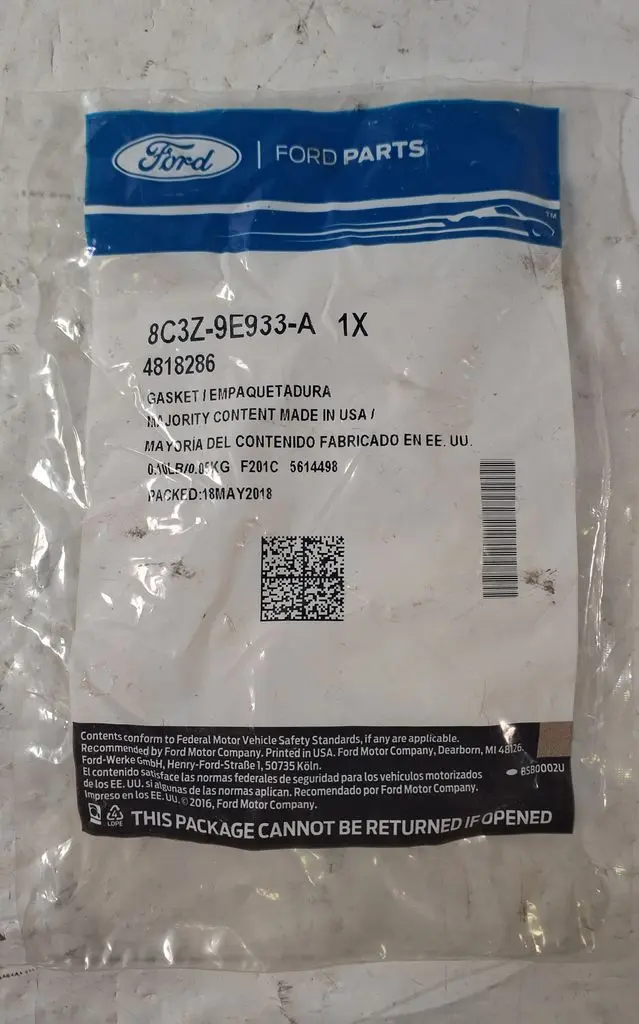 Ford | FORD PARTS
TM
8C3Z-9E933-A 1X
4818286
GASKET / EMPAQUETADURA
MAJORITY CONTENT MADE IN USA /
MAYORIA DEL CONTENIDO FABRICADO EN EE. UU.
0.10LB/0.05KG F201C 5614498
PACKED:18MAY2018
Contents conform to Federal Motor Vehicle Safety Standards, if any are applicable.
Recommended by Ford Motor Company. Printed in USA. Ford Motor Company, Dearborn, MI 48126.
Ford-Werke GmbH, Henry-Ford-Straße 1, 50735 Köln.
El contenido satisface las normas federales de seguridad para los vehículos motorizados
de los EE. UU. si algunas de las normas aplican. Recomendado por Ford Motor Company.
Impreso en los EE. UU. © 2016, Ford Motor Company.
BSB0002U
4
LDPE
THIS PACKAGE CANNOT BE RETURNED IF OPENED